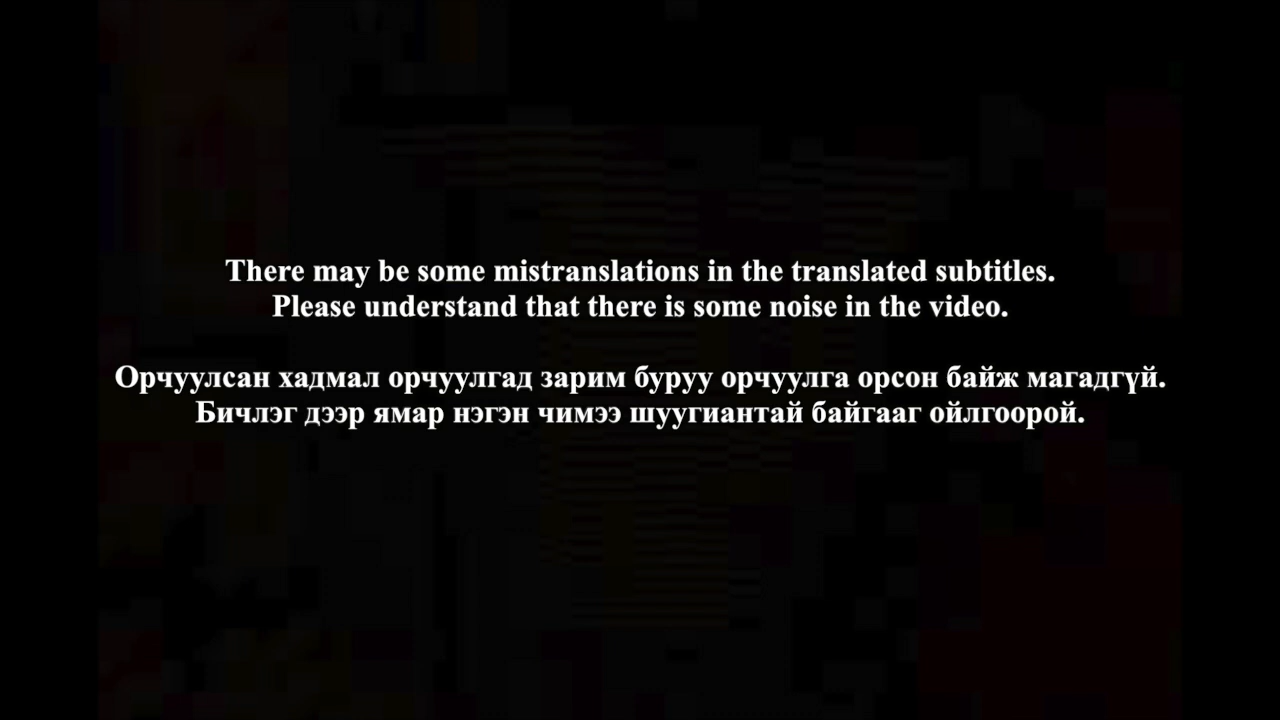 There may be some mistranslations in the translated subtitles.
Please understand that there is some noise in the video.
Орчуулсан хадмал орчуулгад зарим буруу орчуулга орсон байж магадгүй.
Бичлэг дээр ямар нэгэн чимээ шуугиантай байгааг ойлгоорой.